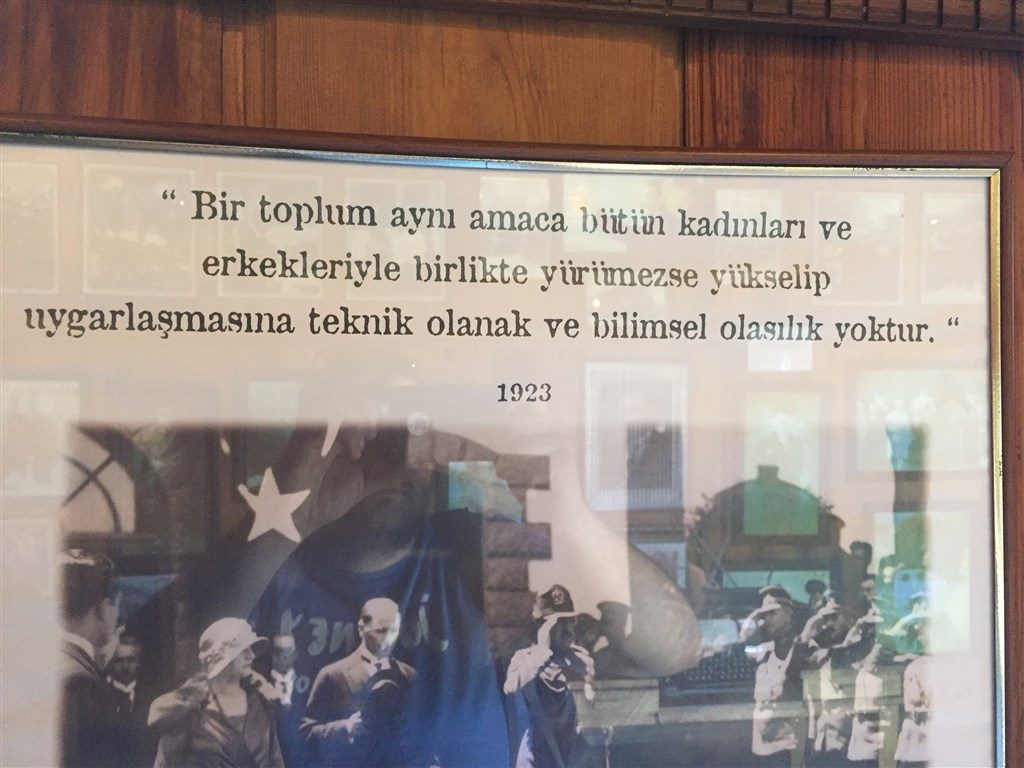 “ Bir toplum aynı amaca bütün kadınları ve
erkekleriyle birlikte yürümezse yükselip
uygarlaşmasına teknik olanak ve bilimsel olasılık yoktur. “
1923